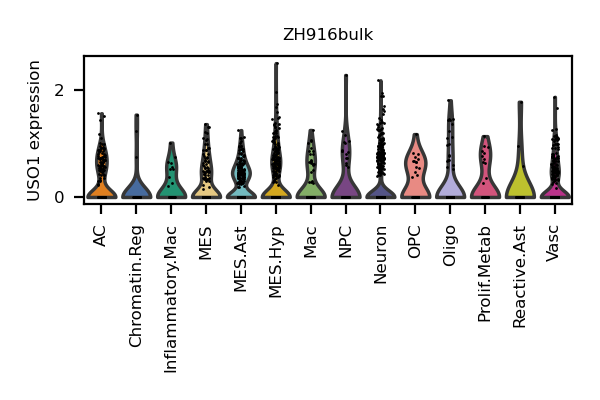 ZH916bulk
USO1 expression
2
0
AC
Chromatin.Reg
Inflammatory.Mac
MES
MES.Ast
MES.Hyp
Mac
NPC
Neuron
OPC
Oligo
Prolif.Metab
Reactive.Ast
Vasc